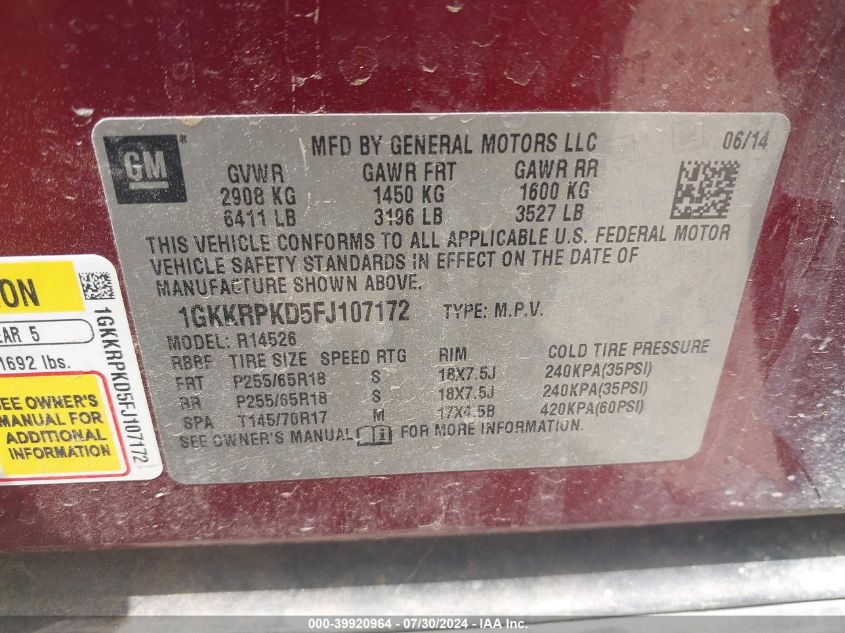 GM
®
MFD BY GENERAL MOTORS LLC
06/14
GVWR GAWR FRT GAWR RR
2908 KG 1450 KG 1600 KG
6411 LB 3196 LB 3527 LB
THIS VEHICLE CONFORMS TO ALL APPLICABLE U.S. FEDERAL MOTOR
VEHICLE SAFETY STANDARDS IN EFFECT ON THE DATE OF
MANUFACTURE SHOWN ABOVE.
1GKKRPKD5FJ107172 TYPE: M.P.V.
MODEL: R14526
RBBF TIRE SIZE SPEED RTG RIM COLD TIRE PRESSURE
FRT P255/65R18 S 18X7.5J 240KPA(35PSI)
RR P255/65R18 S 18X7.5J 240KPA(35PSI)
SPA T145/70R17 M 17X4.5B 420KPA(60PSI)
SEE OWNER'S MANUAL FOR MORE INFORMATION.
ON
AR 5
1692 lbs.
SEE OWNER'S
MANUAL FOR
ADDITIONAL
INFORMATION
1GKKRPKD5FJ107172
000-39920964 - 07/30/2024 - IAA, LLC